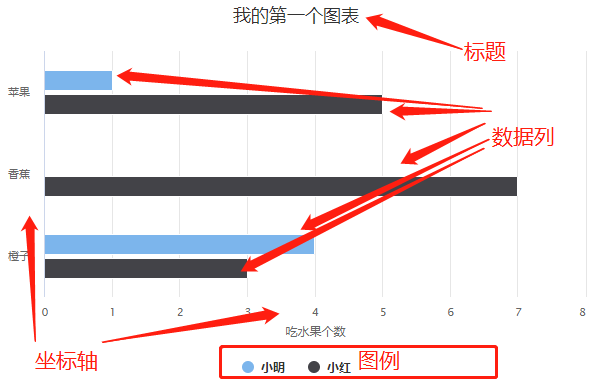 我的第一个图表
标题
苹果
数据列
香蕉
橙子
0 1 2 3 4 5 6 7 8
吃水果个数
坐标轴
小明 小红 图例